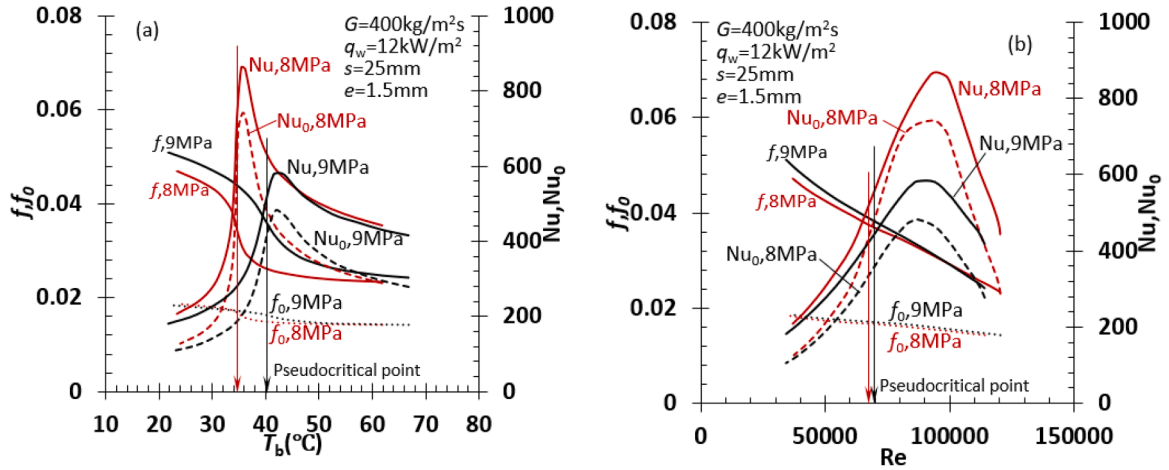 (a)
G=400kg/m²s
q_w=12kW/m²
s=25mm
e=1.5mm
Nu,8MPa
Nu₀,8MPa
f,9MPa
Nu,9MPa
f,8MPa
Nu₀,9MPa
f₀,9MPa
f₀,8MPa
Pseudocritical point
f,f₀
0.08
0.06
0.04
0.02
0
1000
800
600
400
200
0
Nu,Nu₀
10 20 30 40 50 60 70 80
T_b(°C)
G=400kg/m²s
q_w=12kW/m²
s=25mm
e=1.5mm
(b)
Nu,8MPa
Nu₀,8MPa
f,9MPa
Nu,9MPa
f,8MPa
Nu₀,8MPa
f₀,9MPa
f₀,8MPa
Pseudocritical point
f,f₀
0.08
0.06
0.04
0.02
0
1000
800
600
400
200
0
Nu,Nu₀
0 50000 100000 150000
Re